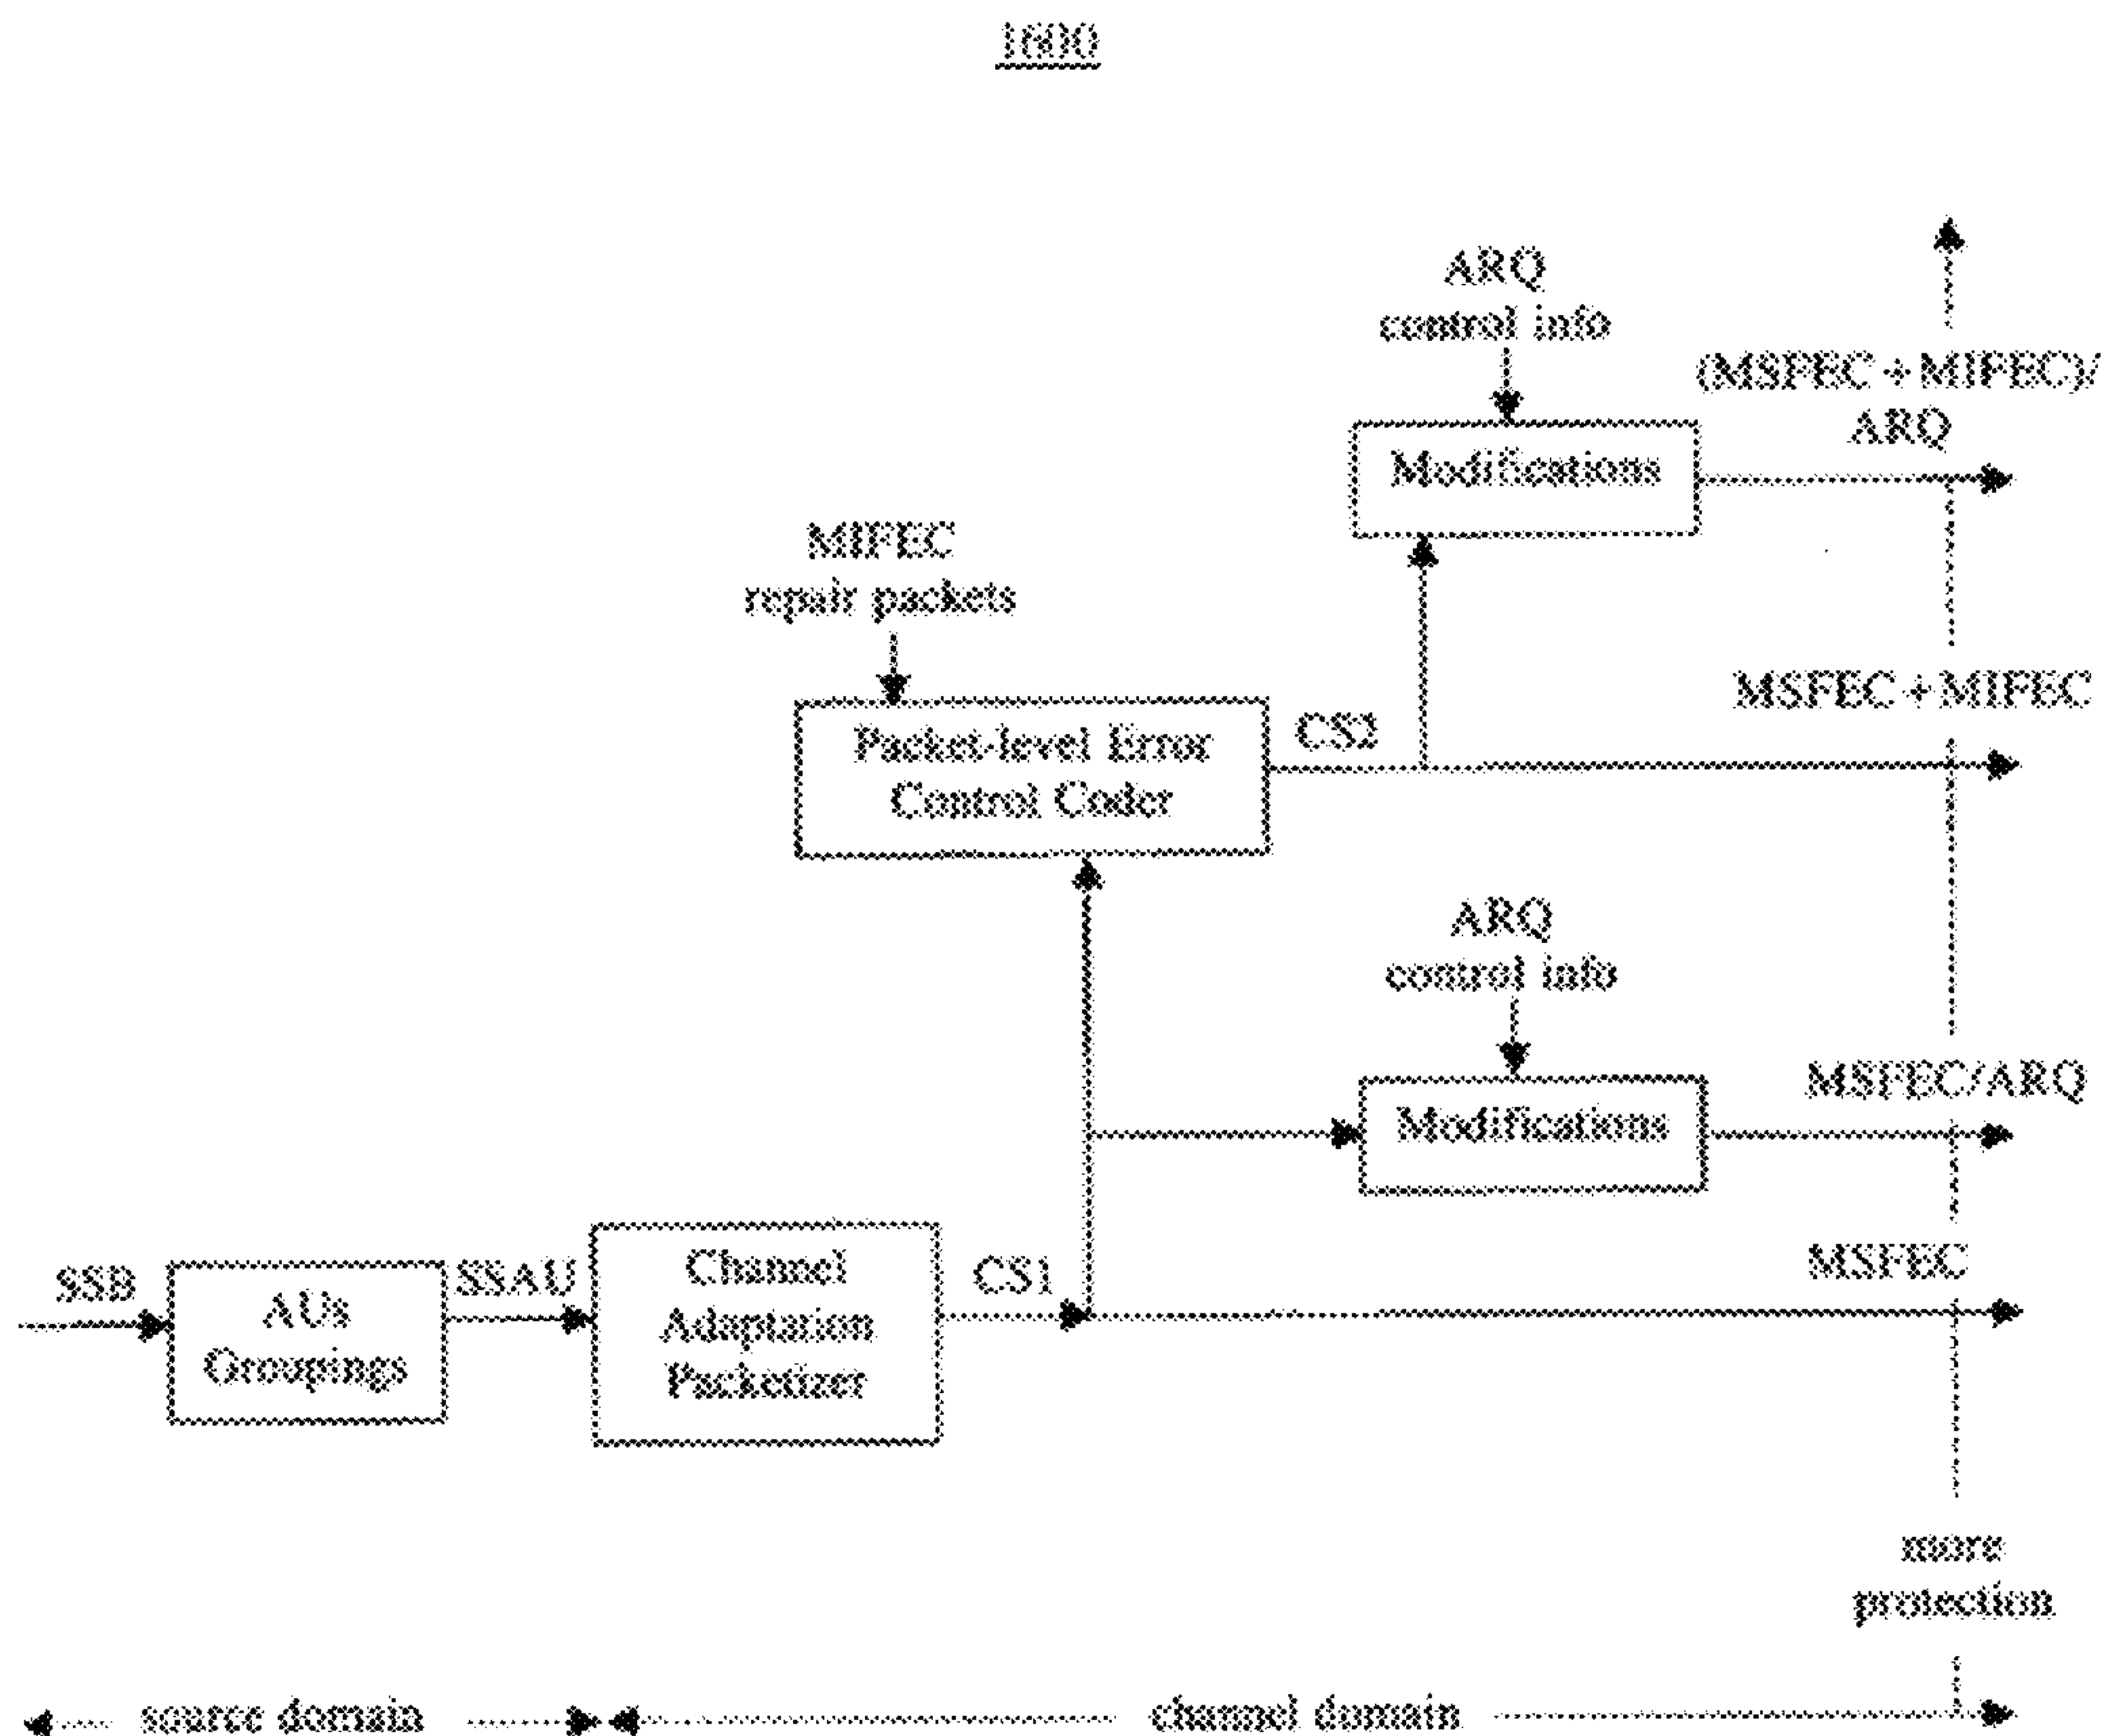 1600
ARQ
control info
(MSFEC + MIFEC)/
ARQ
Modifications
MIFEC
repair packets
MSFEC + MIFEC
Packet-level Error
Control Coder
CS2
ARQ
control info
MSFEC/ARQ
Modifications
MSFEC
SSB
AUs
Groupings
SSAU
Channel
Adaptation
Packetizer
CS1
more
protection
source domain
channel domain